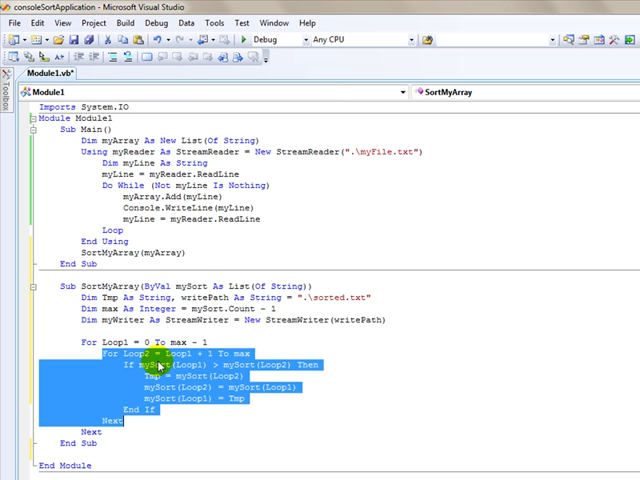 consoleSortApplication - Microsoft Visual Studio
File Edit View Project Build Debug Data Tools Test Window Help
Debug Any CPU
Module1.vb*
Toolbox
Module1 SortMyArray
Imports System.IO
Module Module1
Sub Main()
Dim myArray As New List(Of String)
Using myReader As StreamReader = New StreamReader(".\myFile.txt")
Dim myLine As String
myLine = myReader.ReadLine
Do While (Not myLine Is Nothing)
myArray.Add(myLine)
Console.WriteLine(myLine)
myLine = myReader.ReadLine
Loop
End Using
SortMyArray(myArray)
End Sub
Sub SortMyArray(ByVal mySort As List(Of String))
Dim Tmp As String, writePath As String = ".\sorted.txt"
Dim max As Integer = mySort.Count - 1
Dim myWriter As StreamWriter = New StreamWriter(writePath)
For Loop1 = 0 To max - 1
For Loop2 = Loop1 + 1 To max
If mySort(Loop1) > mySort(Loop2) Then
Tmp = mySort(Loop2)
mySort(Loop2) = mySort(Loop1)
mySort(Loop1) = Tmp
End If
Next
Next
End Sub
End Module